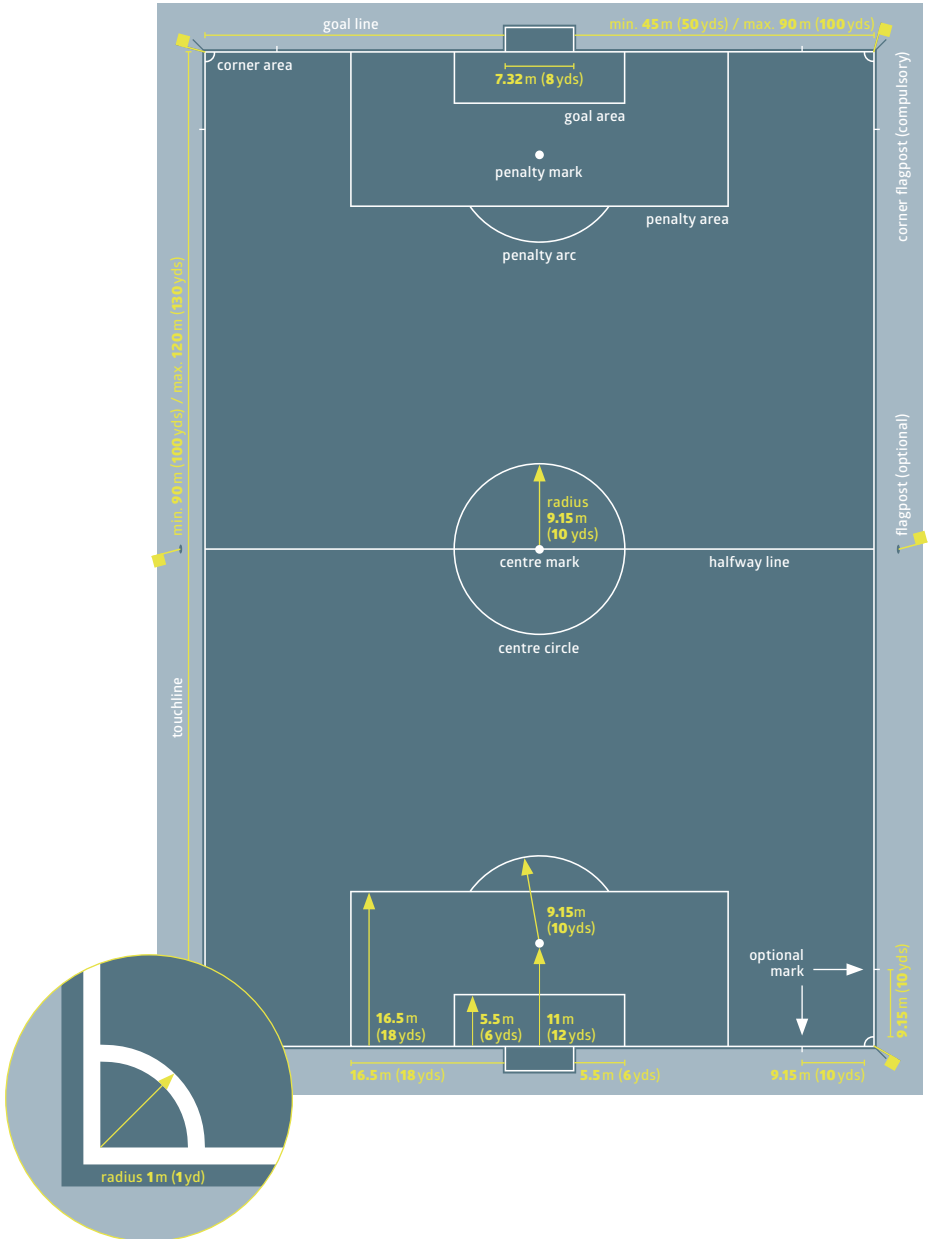 goal line
min. 45 m (50 yds) / max. 90 m (100 yds)
corner area
7.32 m (8 yds)
goal area
penalty mark
penalty area
penalty arc
corner flagpost (compulsory)
min. 90 m (100 yds) / max. 120 m (130 yds)
flagpost (optional)
radius
9.15 m
(10 yds)
centre mark
halfway line
centre circle
touchline
9.15 m
(10 yds)
optional
mark
9.15 m (10 yds)
16.5 m
(18 yds)
5.5 m
(6 yds)
11 m
(12 yds)
16.5 m (18 yds)
5.5 m (6 yds)
9.15 m (10 yds)
radius 1 m (1 yd)